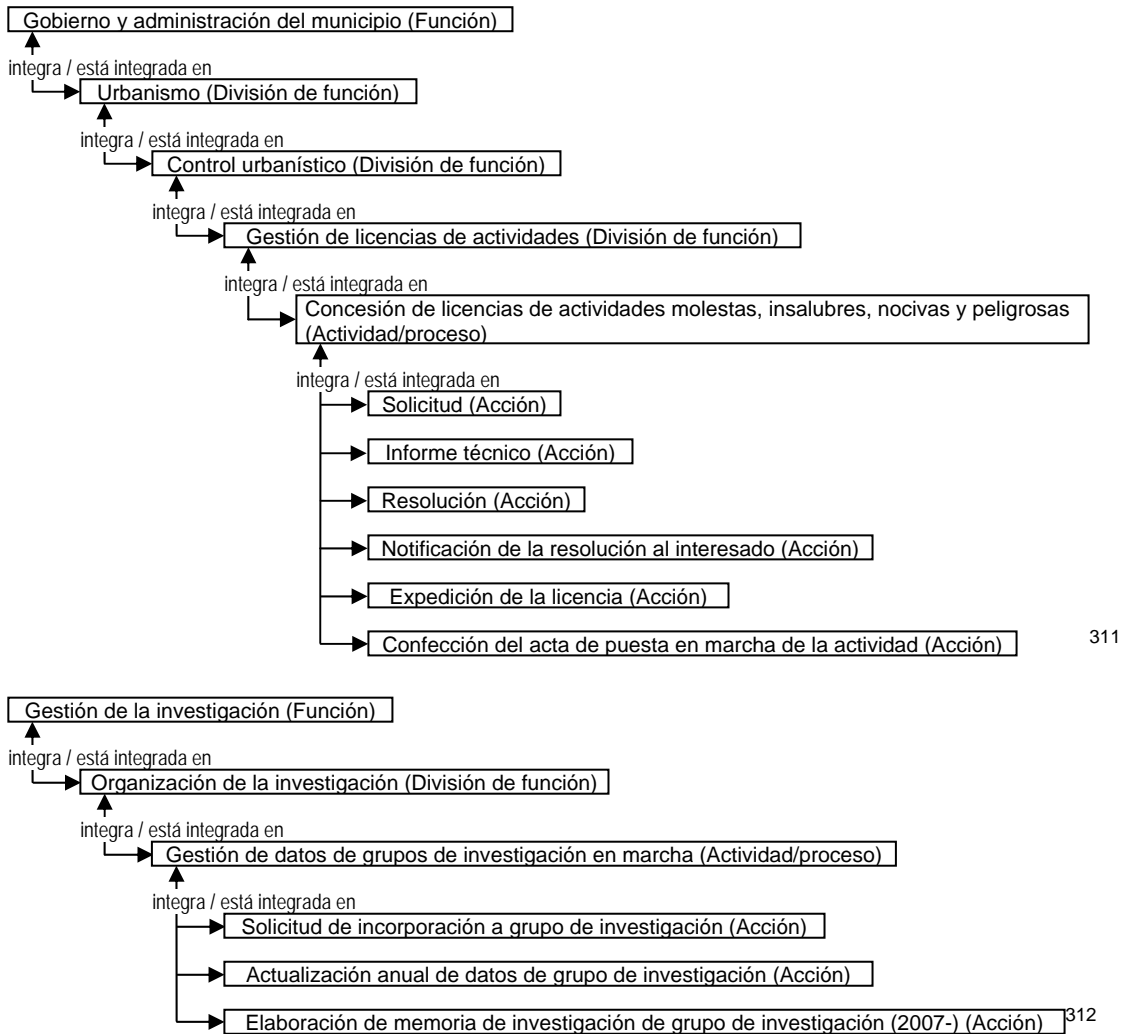 Gobierno y administración del municipio (Función)
integra / está integrada en
Urbanismo (División de función)
integra / está integrada en
Control urbanístico (División de función)
integra / está integrada en
Gestión de licencias de actividades (División de función)
integra / está integrada en
Concesión de licencias de actividades molestas, insalubres, nocivas y peligrosas
(Actividad/proceso)
integra / está integrada en
Solicitud (Acción)
Informe técnico (Acción)
Resolución (Acción)
Notificación de la resolución al interesado (Acción)
Expedición de la licencia (Acción)
Confección del acta de puesta en marcha de la actividad (Acción) 311
Gestión de la investigación (Función)
integra / está integrada en
Organización de la investigación (División de función)
integra / está integrada en
Gestión de datos de grupos de investigación en marcha (Actividad/proceso)
integra / está integrada en
Solicitud de incorporación a grupo de investigación (Acción)
Actualización anual de datos de grupo de investigación (Acción)
Elaboración de memoria de investigación de grupo de investigación (2007-) (Acción) 312